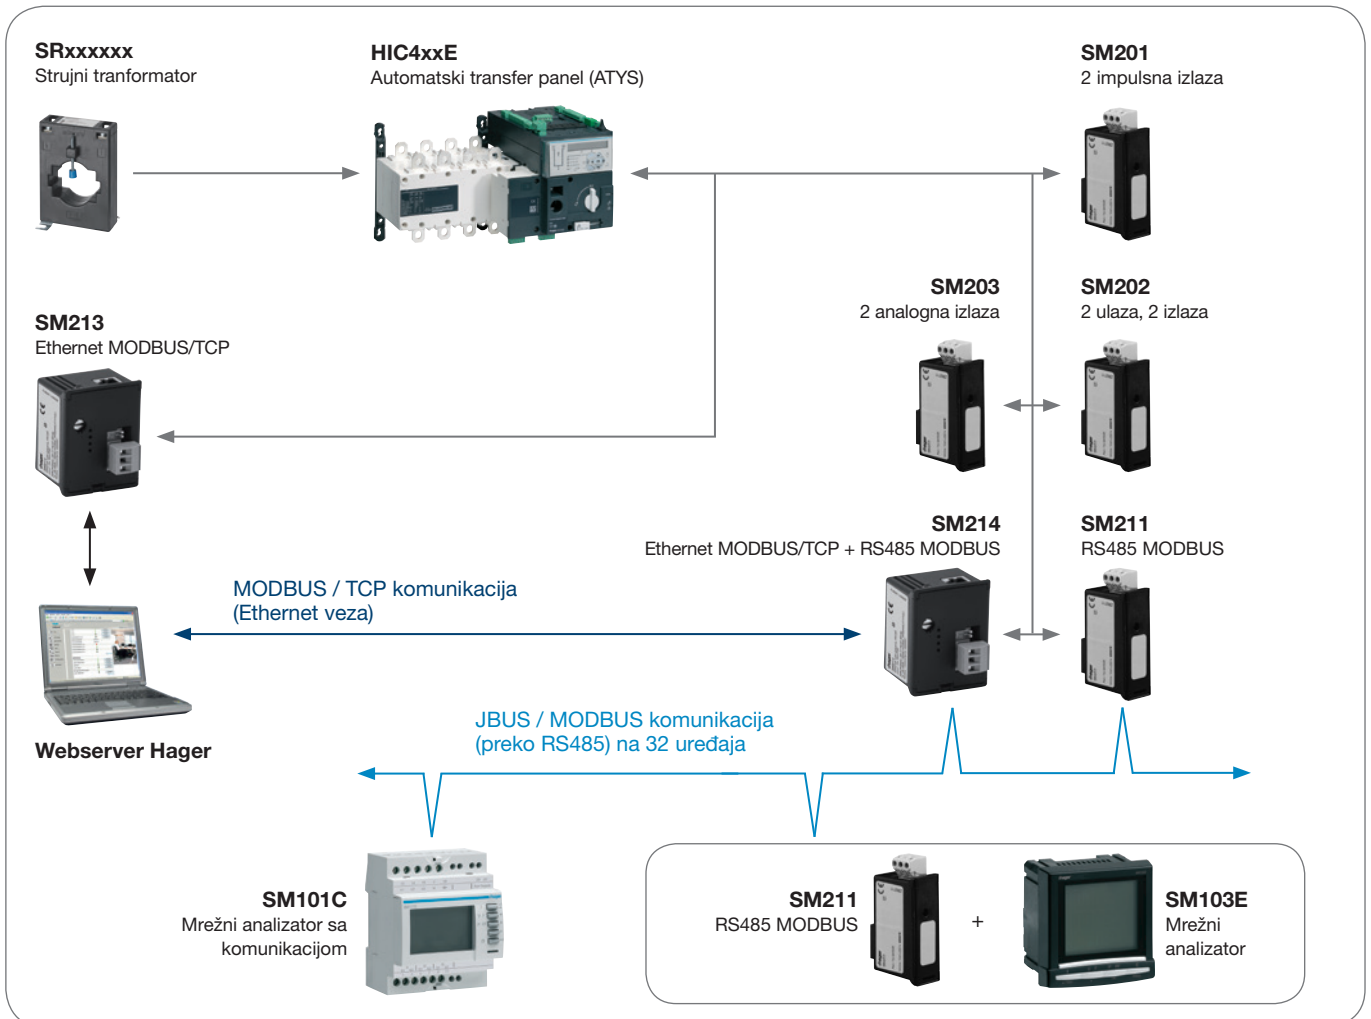 SRxxxxxx
Strujni tranformator
HIC4xxE
Automatski transfer panel (ATYS)
SM201
2 impulsna izlaza
SM203
2 analogna izlaza
SM202
2 ulaza, 2 izlaza
SM213
Ethernet MODBUS/TCP
SM214
Ethernet MODBUS/TCP + RS485 MODBUS
SM211
RS485 MODBUS
MODBUS / TCP komunikacija
(Ethernet veza)
Webserver Hager
JBUS / MODBUS komunikacija
(preko RS485) na 32 uređaja
SM101C
Mrežni analizator sa
komunikacijom
SM211
RS485 MODBUS
+
SM103E
Mrežni
analizator